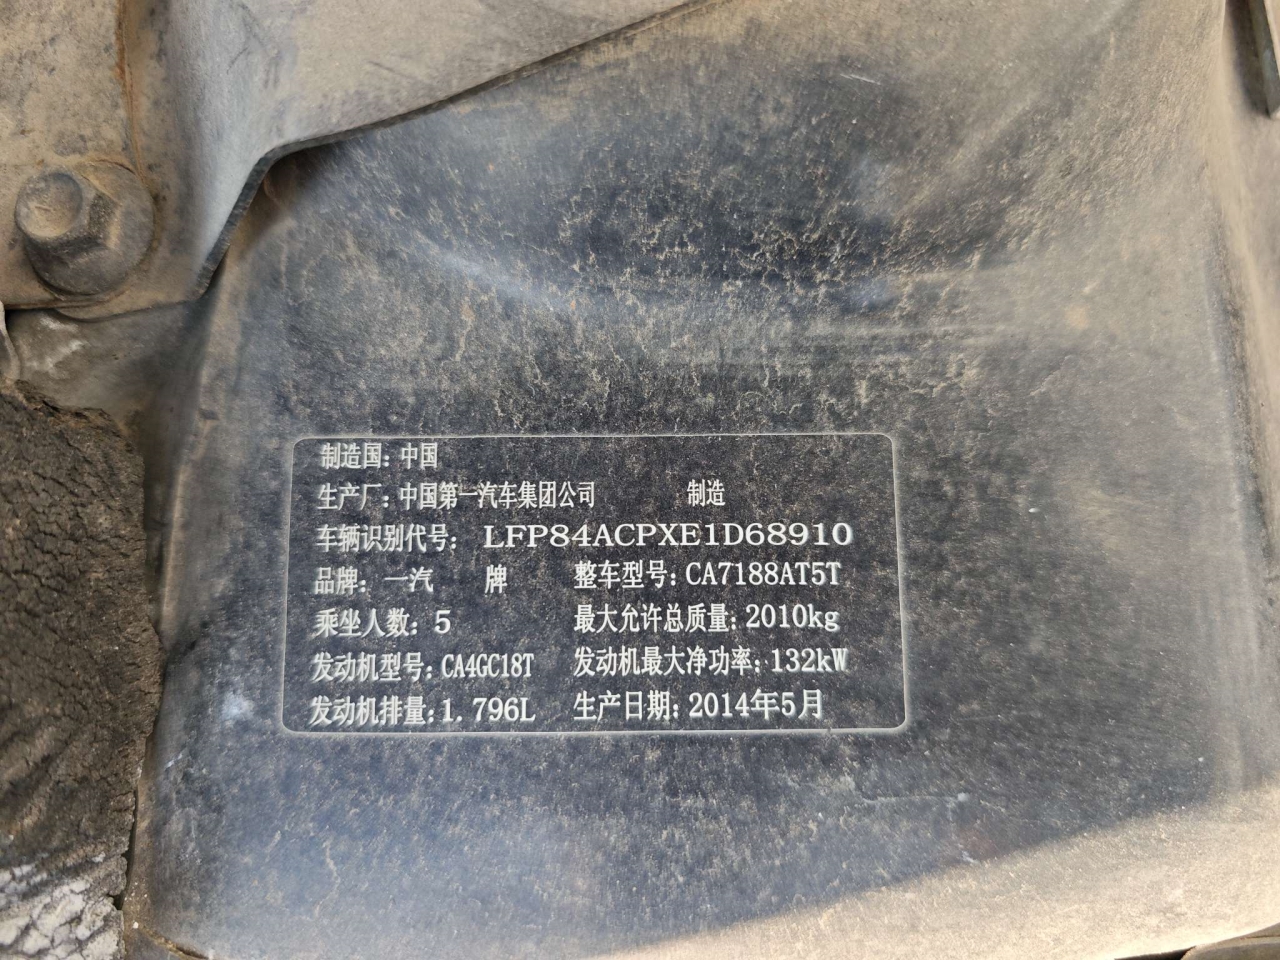 制造国：中国
生产厂：中国第一汽车集团公司 制造
车辆识别代号： LFP84ACPXE1D68910
品牌：一汽 牌 整车型号：CA7188AT5T
乘坐人数：5 最大允许总质量：2010kg
发动机型号：CA4GC18T 发动机最大净功率：132kW
发动机排量：1.796L 生产日期：2014年5月